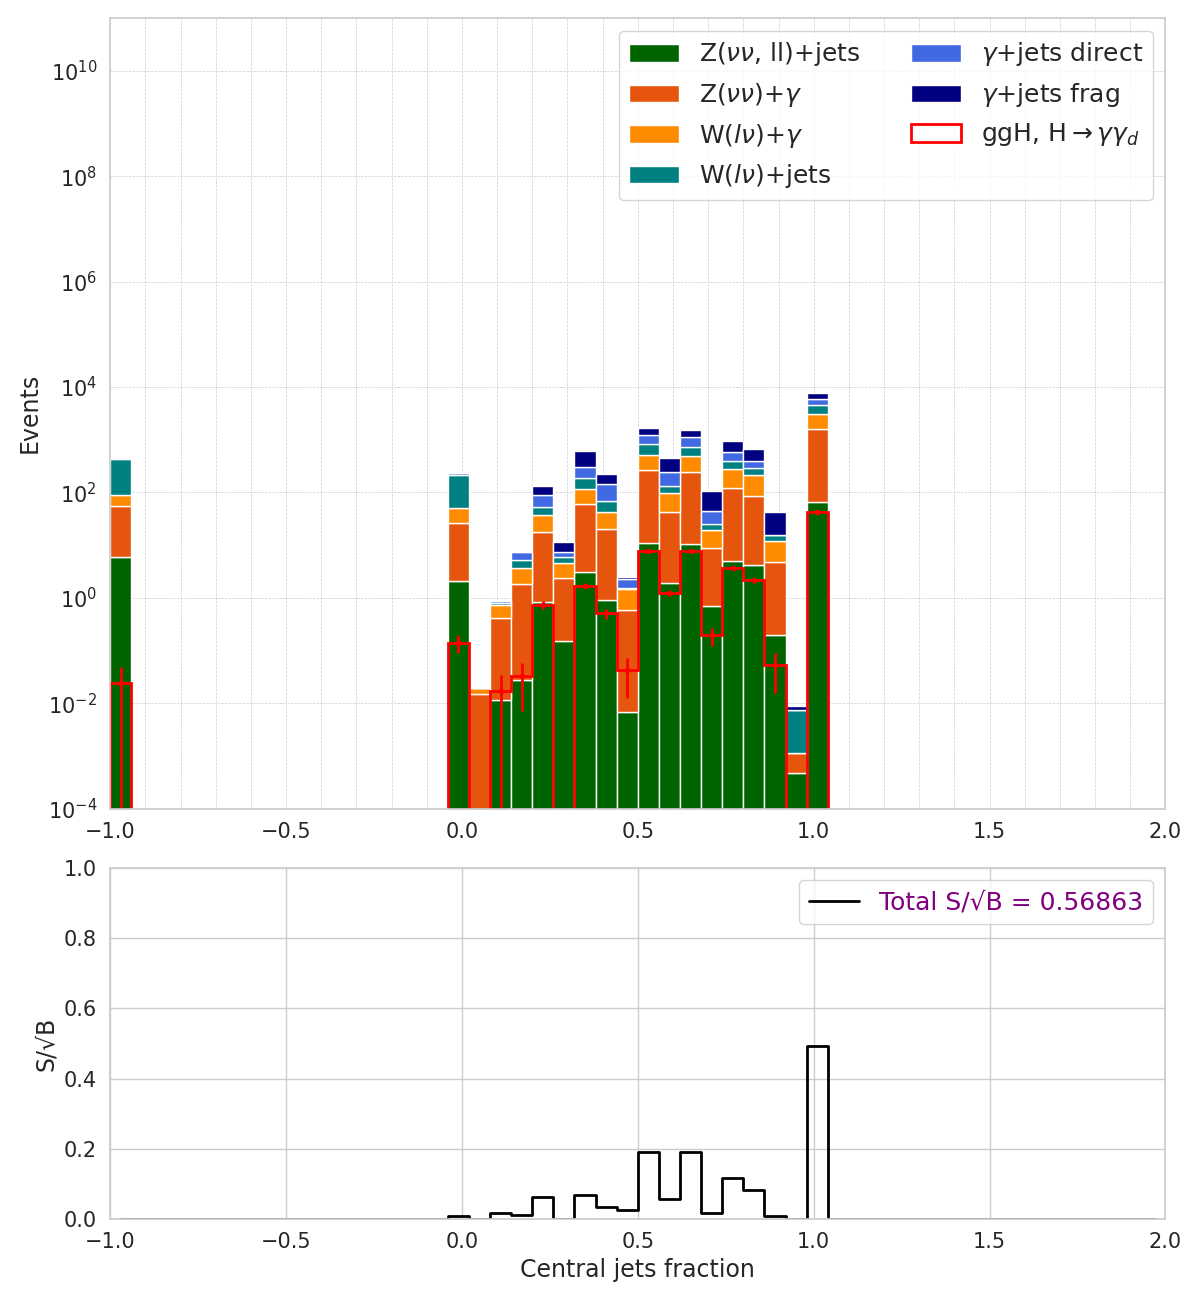 Z(νν, ll)+jets
Z(νν)+γ
W(lν)+γ
W(lν)+jets
γ+jets direct
γ+jets frag
ggH, H→γγ_d
Events
10^10
10^8
10^6
10^4
10^2
10^0
10^−2
10^−4
−1.0 −0.5 0.0 0.5 1.0 1.5 2.0
Total S/√B = 0.56863
S/√B
1.0
0.8
0.6
0.4
0.2
0.0
−1.0 −0.5 0.0 0.5 1.0 1.5 2.0
Central jets fraction